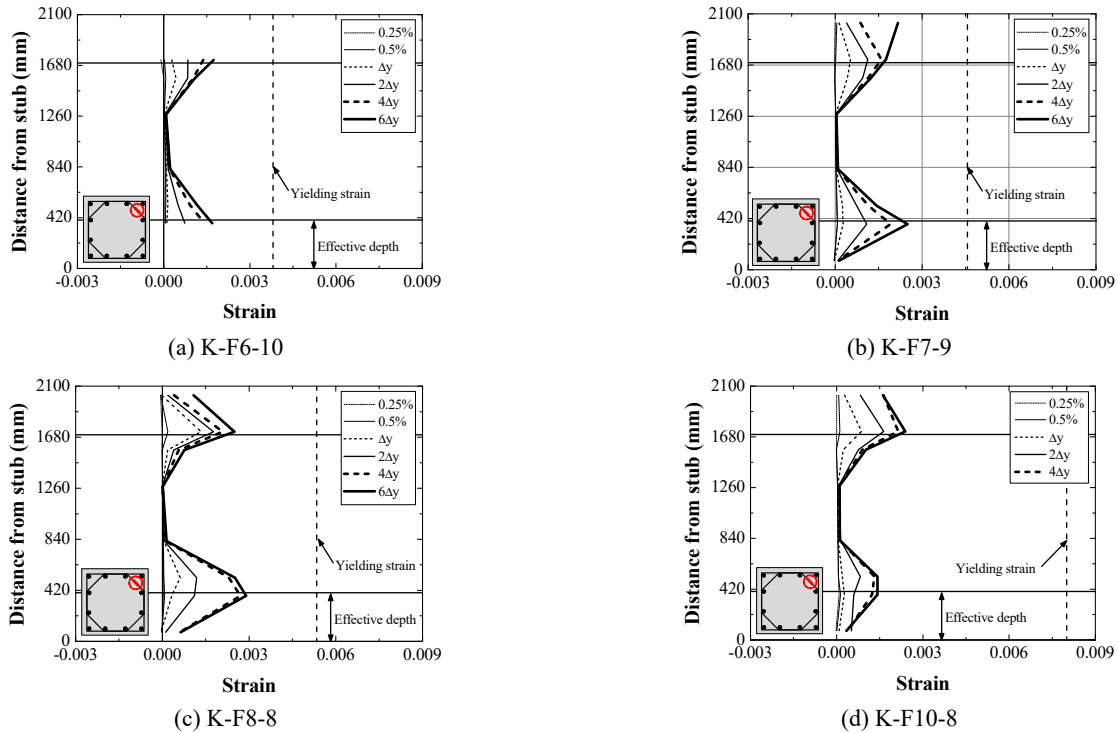 Distance from stub (mm)
2100
1680
1260
840
420
0
-0.003
0.000
0.003
0.006
0.009
Strain
0.25%
0.5%
Δy
2Δy
4Δy
6Δy
Yielding strain
Effective depth
(a) K-F6-10
Distance from stub (mm)
2100
1680
1260
840
420
0
-0.003
0.000
0.003
0.006
0.009
Strain
0.25%
0.5%
Δy
2Δy
4Δy
6Δy
Yielding strain
Effective depth
(b) K-F7-9
Distance from stub (mm)
2100
1680
1260
840
420
0
-0.003
0.000
0.003
0.006
0.009
Strain
0.25%
0.5%
Δy
2Δy
4Δy
6Δy
Yielding strain
Effective depth
(c) K-F8-8
Distance from stub (mm)
2100
1680
1260
840
420
0
-0.003
0.000
0.003
0.006
0.009
Strain
0.25%
0.5%
Δy
2Δy
4Δy
Yielding strain
Effective depth
(d) K-F10-8